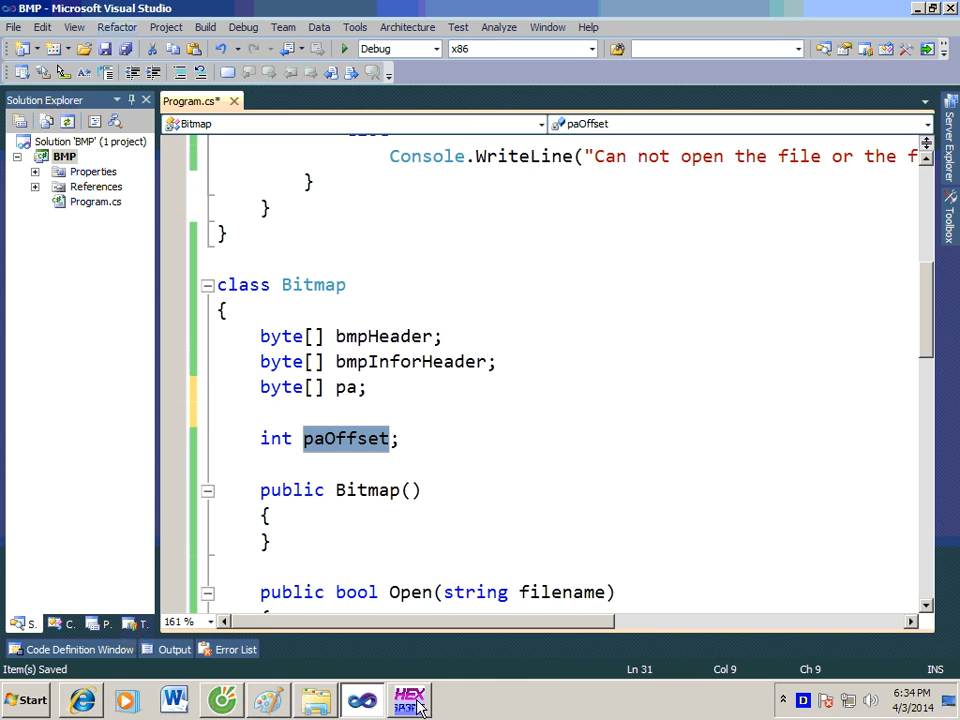 BMP - Microsoft Visual Studio
File Edit View Refactor Project Build Debug Team Data Tools Architecture Test Analyze Window Help
Debug x86
Solution Explorer
Program.cs*
Bitmap paOffset
Solution 'BMP' (1 project)
BMP
Properties
References
Program.cs
Console.WriteLine("Can not open the file or the f
}
}
}
class Bitmap
{
byte[] bmpHeader;
byte[] bmpInforHeader;
byte[] pa;
int paOffset;
public Bitmap()
{
}
public bool Open(string filename)
Server Explorer
Toolbox
S. C. P. T.
161 %
Code Definition Window Output Error List
Item(s) Saved Ln 31 Col 9 Ch 9 INS
Start HEX D 6:34 PM
4/3/2014